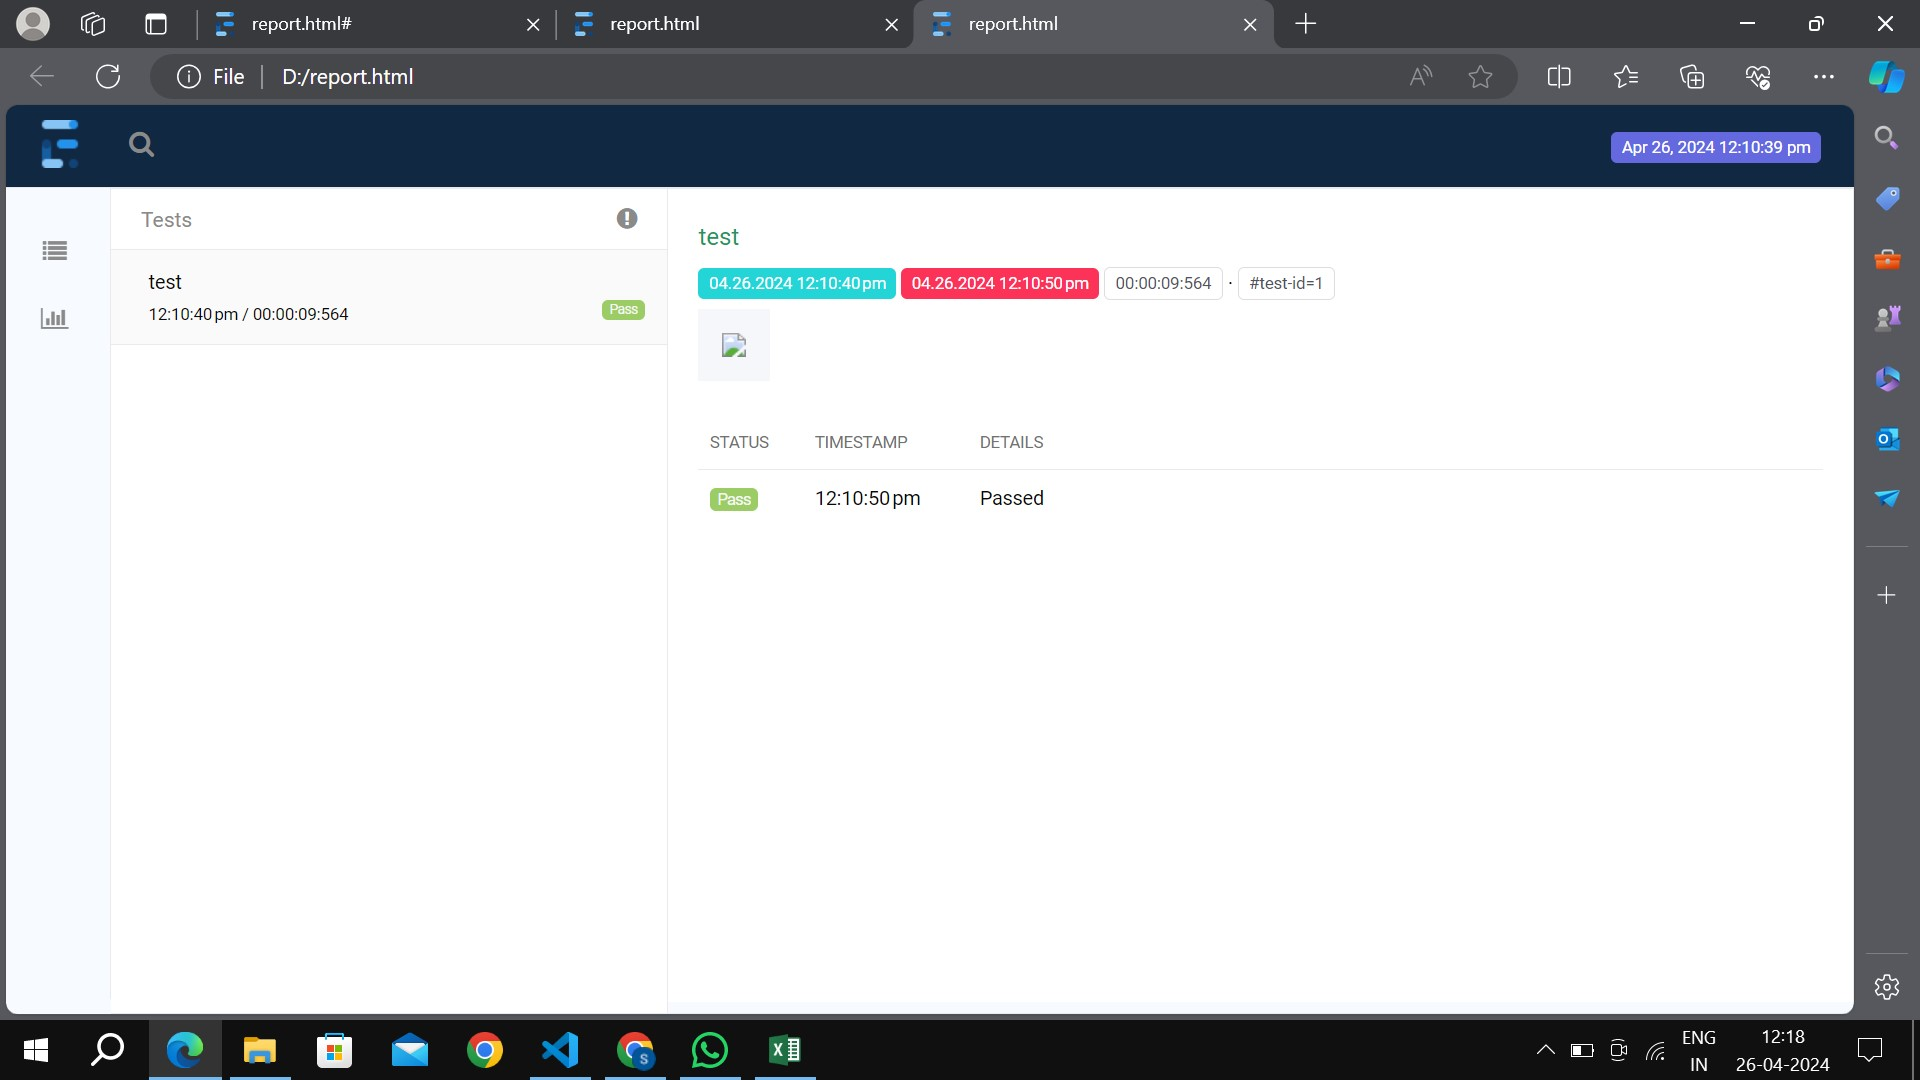 report.html#
report.html
report.html
File
D:/report.html
Apr 26, 2024 12:10:39 pm
Tests
test
12:10:40 pm / 00:00:09:564
Pass
test
04.26.2024 12:10:40 pm 04.26.2024 12:10:50 pm 00:00:09:564 · #test-id=1
STATUS TIMESTAMP DETAILS
Pass 12:10:50 pm Passed
ENG
IN
12:18
26-04-2024